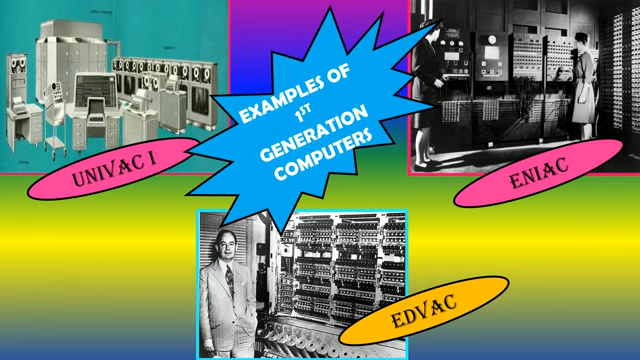 EXAMPLES OF
1ST
GENERATION
COMPUTERS
UNIVAC I
ENIAC
EDVAC